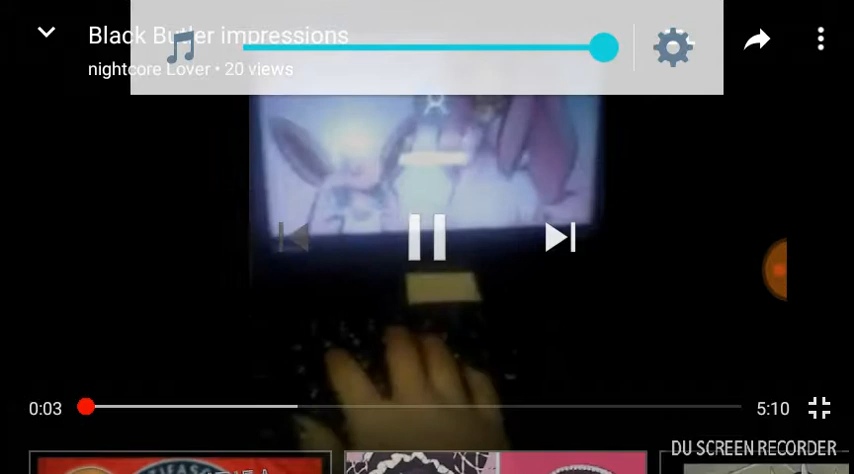 Black Butler impressions
nightcore Lover • 20 views
0:03
5:10
DU SCREEN RECORDER